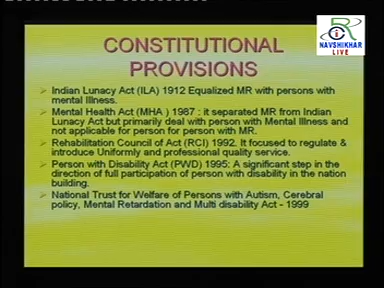 NAVSHIKHAR
LIVE
CONSTITUTIONAL
PROVISIONS
Indian Lunacy Act (ILA) 1912 Equalized MR with persons with
mental Illness.
Mental Health Act (MHA ) 1987 : it separated MR from Indian
Lunacy Act but primarily deal with person with Mental Illness and
not applicable for person for person with MR.
Rehabilitation Council of Act (RCI) 1992. It focused to regulate &
introduce Uniformly and professional quality service.
Person with Disability Act (PWD) 1995: A significant step in the
direction of full participation of person with disability in the nation
building.
National Trust for Welfare of Persons with Autism, Cerebral
policy, Mental Retardation and Multi disability Act - 1999